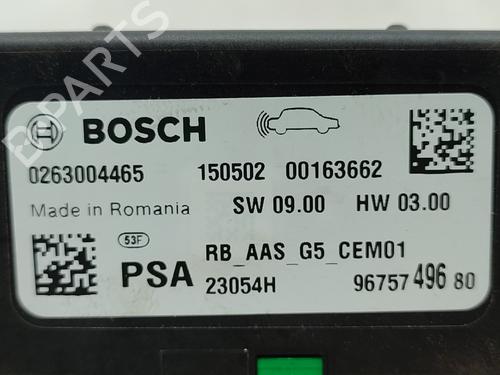 B-PARTS
BOSCH
0263004465 150502 00163662
Made in Romania SW 09.00 HW 03.00
53F RB_AAS_G5_CEM01
PSA 23054H 96757 496 80